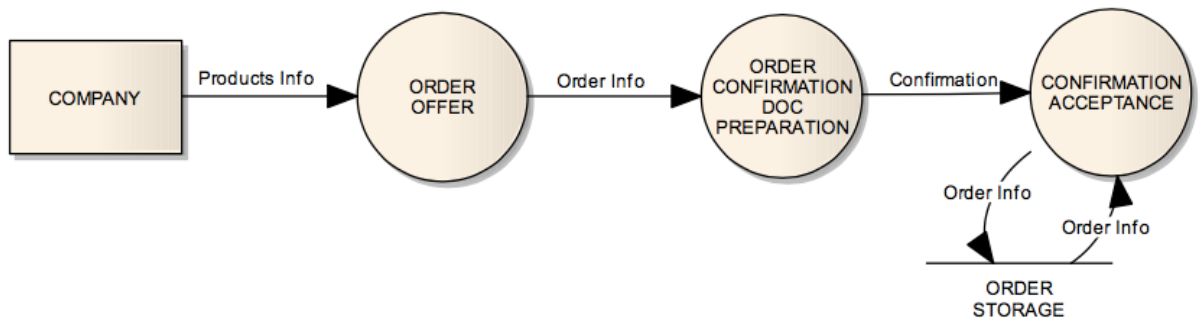 COMPANY
Products Info
ORDER
OFFER
Order Info
ORDER
CONFIRMATION
DOC
PREPARATION
Confirmation
CONFIRMATION
ACCEPTANCE
Order Info
Order Info
ORDER
STORAGE